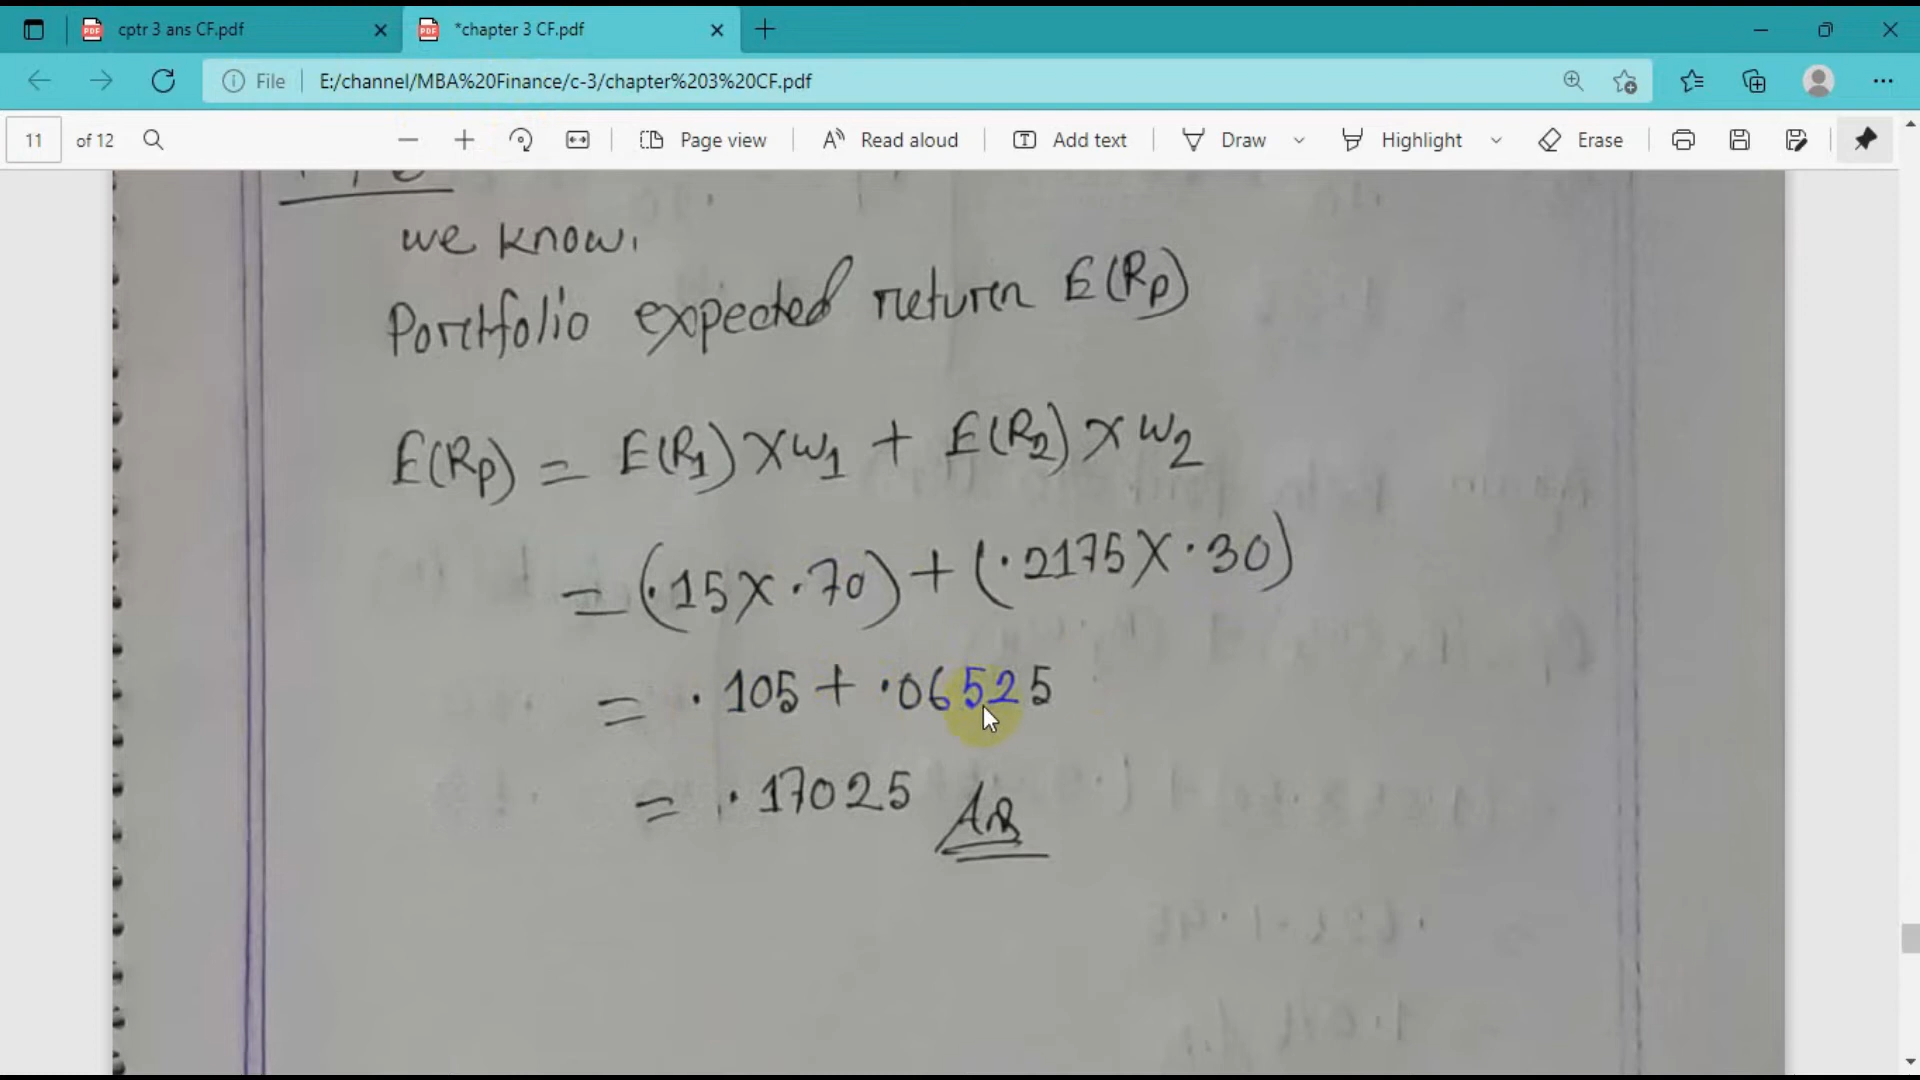 cptr 3 ans CF.pdf
*chapter 3 CF.pdf
File
E:/channel/MBA%20Finance/c-3/chapter%203%20CF.pdf
11 of 12
Page view
Read aloud
Add text
Draw
Highlight
Erase
we know,
Portfolio expected return E(Rp)
E(Rp) = E(R1) X w1 + E(R2) X w2
= (.15 X .70) + (.2175 X .30)
= .105 + .06525
= .17025 Ans